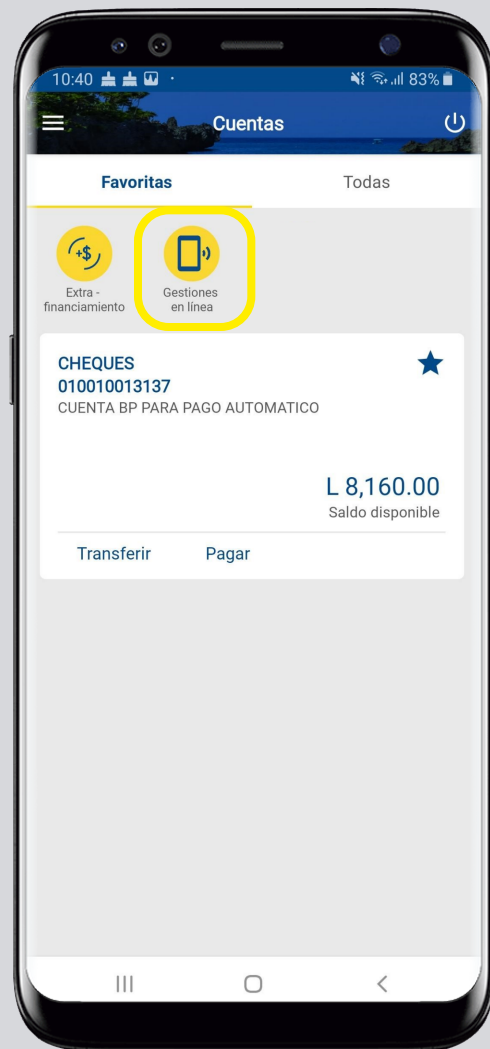 10:40
83%
Cuentas
Favoritas
Todas
+$
Extra -
financiamiento
Gestiones
en línea
CHEQUES
010010013137
CUENTA BP PARA PAGO AUTOMATICO
L 8,160.00
Saldo disponible
Transferir
Pagar